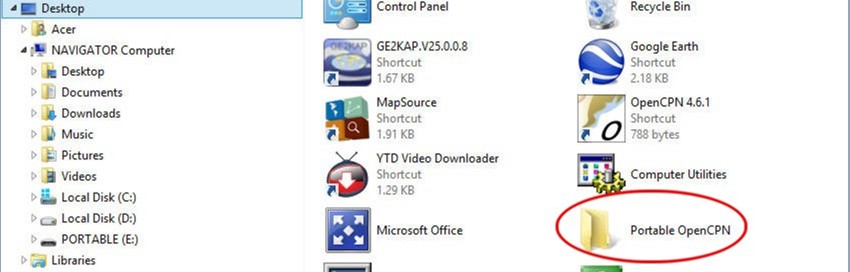 Desktop
Acer
NAVIGATOR Computer
Desktop
Documents
Downloads
Music
Pictures
Videos
Local Disk (C:)
Local Disk (D:)
PORTABLE (E:)
Libraries
Control Panel
Recycle Bin
GE2KAP.V25.0.0.8
Shortcut
1.67 KB
Google Earth
Shortcut
2.18 KB
MapSource
Shortcut
1.91 KB
OpenCPN 4.6.1
Shortcut
788 bytes
YTD Video Downloader
Shortcut
1.29 KB
Computer Utilities
Microsoft Office
Portable OpenCPN